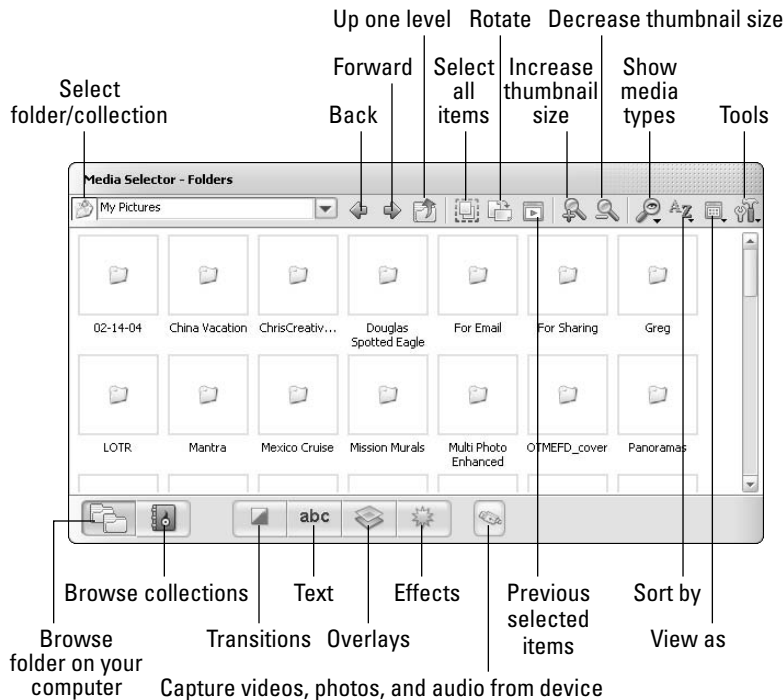 Up one level Rotate Decrease thumbnail size
Forward Select all items Increase thumbnail size Show media types
Select folder/collection Back Tools
Media Selector - Folders
My Pictures
AZ
02-14-04 China Vacation ChrisCreativ... Douglas Spotted Eagle For Email For Sharing Greg
LOTR Mantra Mexico Cruise Mission Murals Multi Photo Enhanced OTMEFD_cover Panoramas
abc
Browse collections Text Effects Previous selected items Sort by
Browse folder on your computer Transitions Overlays View as
Capture videos, photos, and audio from device